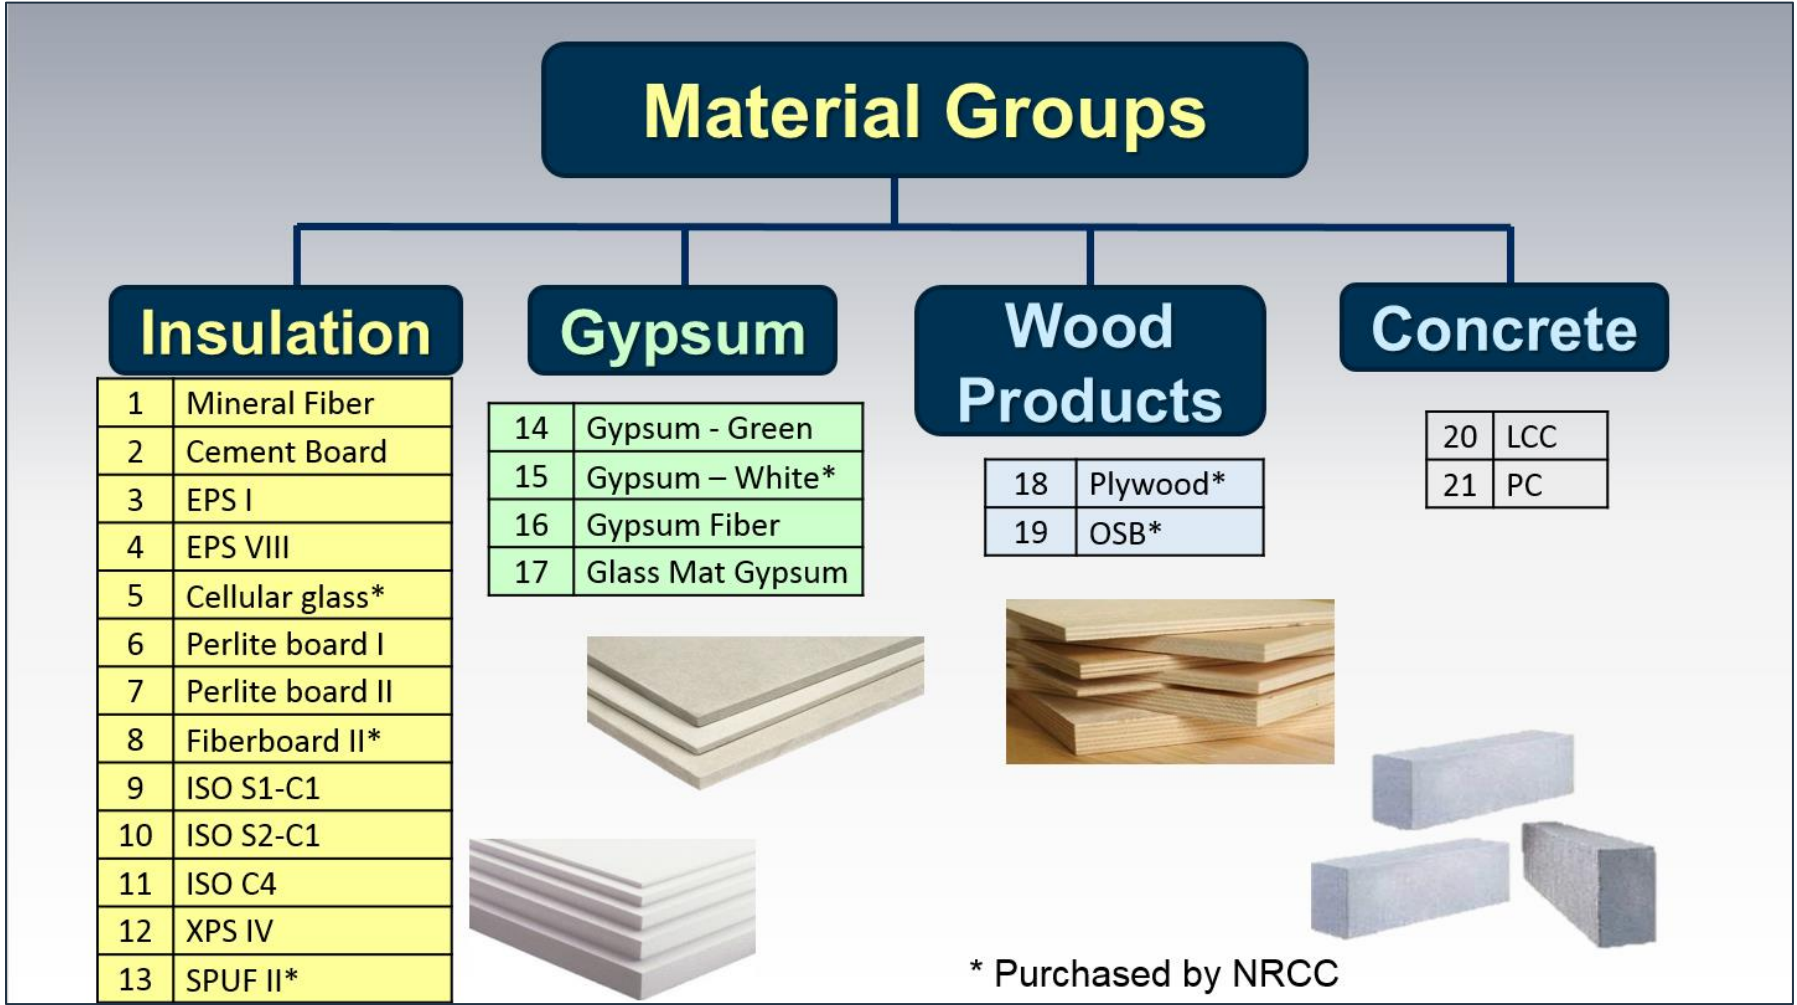 Material Groups
Insulation
1 Mineral Fiber
2 Cement Board
3 EPS I
4 EPS VIII
5 Cellular glass*
6 Perlite board I
7 Perlite board II
8 Fiberboard II*
9 ISO S1-C1
10 ISO S2-C1
11 ISO C4
12 XPS IV
13 SPUF II*
Gypsum
14 Gypsum - Green
15 Gypsum – White*
16 Gypsum Fiber
17 Glass Mat Gypsum
Wood
Products
18 Plywood*
19 OSB*
Concrete
20 LCC
21 PC
* Purchased by NRCC